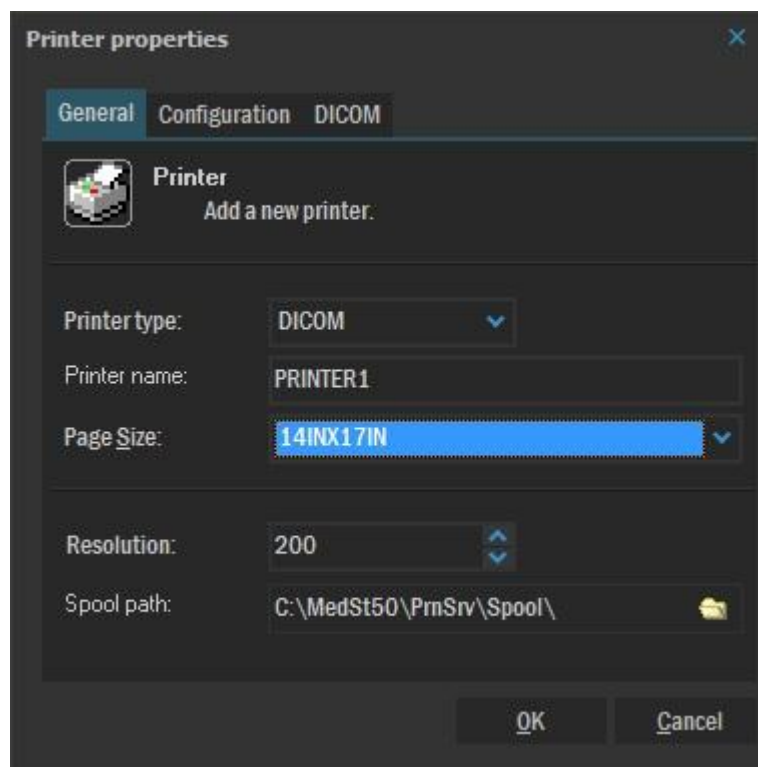 Printer properties
General Configuration DICOM
Printer
Add a new printer.
Printer type: DICOM
Printer name: PRINTER1
Page Size: 14INX17IN
Resolution: 200
Spool path: C:\MedSt50\PrnSrv\Spool\
OK Cancel